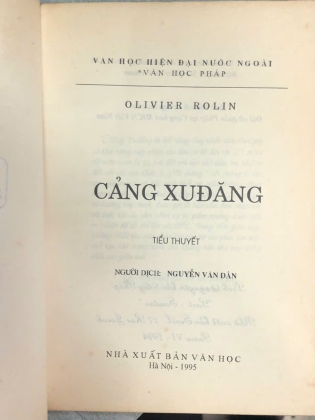 VĂN HỌC HIỆN ĐẠI NƯỚC NGOÀI
*VĂN HỌC PHÁP
OLIVIER ROLIN
CẢNG XUĐĂNG
TIỂU THUYẾT
NGƯỜI DỊCH: NGUYỄN VĂN DÂN
NHÀ XUẤT BẢN VĂN HỌC
Hà Nội - 1995